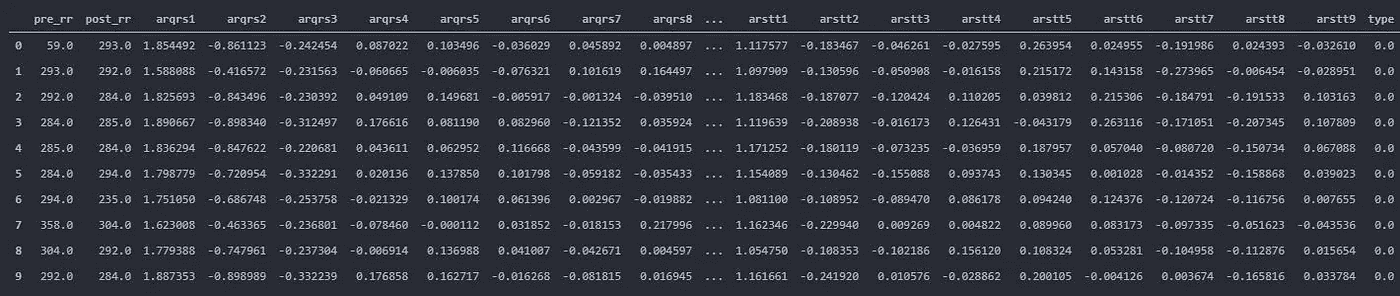 pre_rr post_rr arqrs1 arqrs2 arqrs3 arqrs4 arqrs5 arqrs6 arqrs7 arqrs8 ... arstt1 arstt2 arstt3 arstt4 arstt5 arstt6 arstt7 arstt8 arstt9 type
0 59.0 293.0 1.854492 -0.861123 -0.242454 0.087022 0.103496 -0.036029 0.045892 0.004897 ... 1.117577 -0.183467 -0.046261 -0.027595 0.263954 0.024955 -0.191986 0.024393 -0.032610 0.0
1 293.0 292.0 1.588088 -0.416572 -0.231563 -0.060665 -0.006035 -0.076321 0.101619 0.164497 ... 1.097909 -0.130596 -0.050908 -0.016158 0.215172 0.143158 -0.273965 -0.006454 -0.028951 0.0
2 292.0 284.0 1.825693 -0.843496 -0.230392 0.049109 0.149681 -0.005917 -0.001324 -0.039510 ... 1.183468 -0.187077 -0.120424 0.110205 0.039812 0.215306 -0.184791 -0.191533 0.103163 0.0
3 284.0 285.0 1.890667 -0.898340 -0.312497 0.176616 0.081190 0.082960 -0.121352 0.035924 ... 1.119639 -0.208938 -0.016173 0.126431 -0.043179 0.263116 -0.171051 -0.207345 0.107809 0.0
4 285.0 284.0 1.836294 -0.847622 -0.220681 0.043611 0.062952 0.116668 -0.043599 -0.041915 ... 1.171252 -0.180119 -0.073235 -0.036959 0.187957 0.057040 -0.080720 -0.150734 0.067088 0.0
5 284.0 294.0 1.798779 -0.720954 -0.332291 0.020136 0.137850 0.101798 -0.059182 -0.035433 ... 1.154089 -0.130462 -0.155088 0.093743 0.130345 0.001028 -0.014352 -0.158868 0.039023 0.0
6 294.0 235.0 1.751050 -0.686748 -0.253758 -0.021329 0.100174 0.061396 0.002967 -0.019882 ... 1.081100 -0.108952 -0.089470 0.086178 0.094240 0.124376 -0.120724 -0.116756 0.007655 0.0
7 358.0 304.0 1.623008 -0.463365 -0.236801 -0.078460 -0.000112 0.031852 -0.018153 0.217996 ... 1.162346 -0.229940 0.009269 0.004822 0.089960 0.083173 -0.097335 -0.051623 -0.043536 0.0
8 304.0 292.0 1.779388 -0.747961 -0.237304 -0.006914 0.136988 0.041007 -0.042671 0.004597 ... 1.054750 -0.108353 -0.102186 0.156120 0.108324 0.053281 -0.104958 -0.112876 0.015654 0.0
9 292.0 284.0 1.887353 -0.898989 -0.332239 0.176858 0.162717 -0.016268 -0.081815 0.016945 ... 1.161661 -0.241920 0.010576 -0.028862 0.200105 -0.004126 0.003674 -0.165816 0.033784 0.0